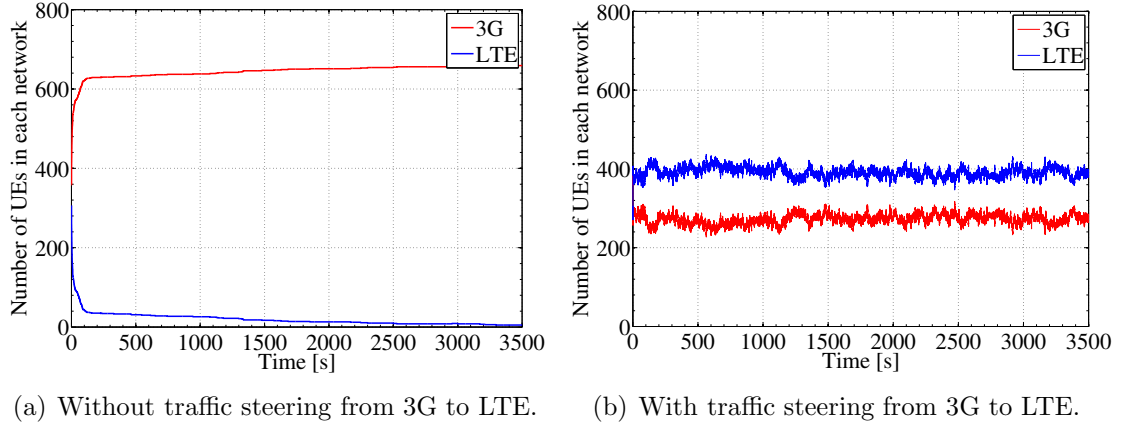 800
600
400
200
0
Number of UEs in each network
3G
LTE
0 500 1000 1500 2000 2500 3000 3500
Time [s]
(a) Without traffic steering from 3G to LTE.
800
600
400
200
0
Number of UEs in each network
3G
LTE
0 500 1000 1500 2000 2500 3000 3500
Time [s]
(b) With traffic steering from 3G to LTE.